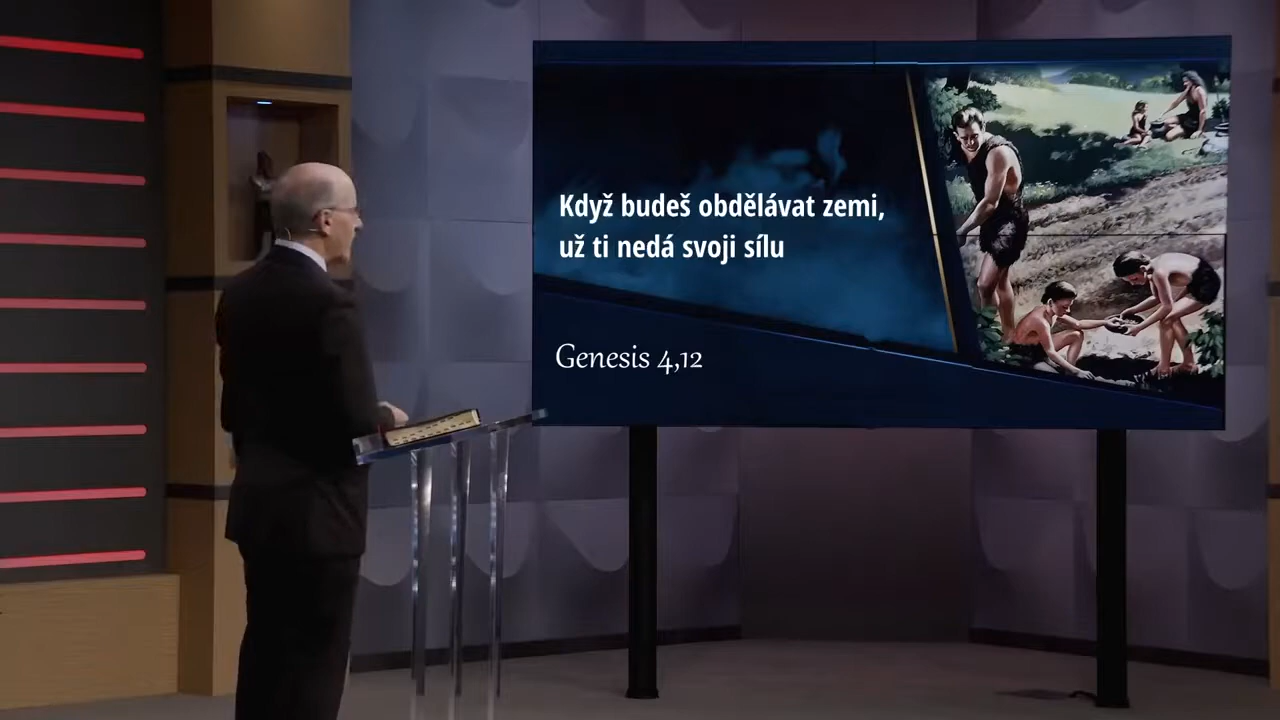 Když budeš obdělávat zemi,
už ti nedá svoji sílu
Genesis 4,12